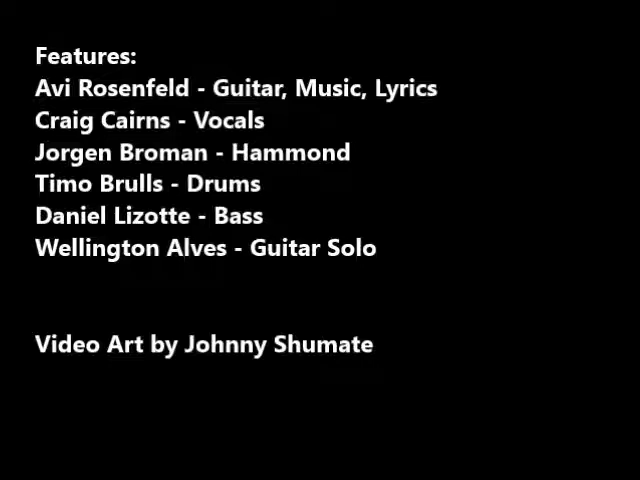 Features:
Avi Rosenfeld - Guitar, Music, Lyrics
Craig Cairns - Vocals
Jorgen Broman - Hammond
Timo Brulls - Drums
Daniel Lizotte - Bass
Wellington Alves - Guitar Solo
Video Art by Johnny Shumate